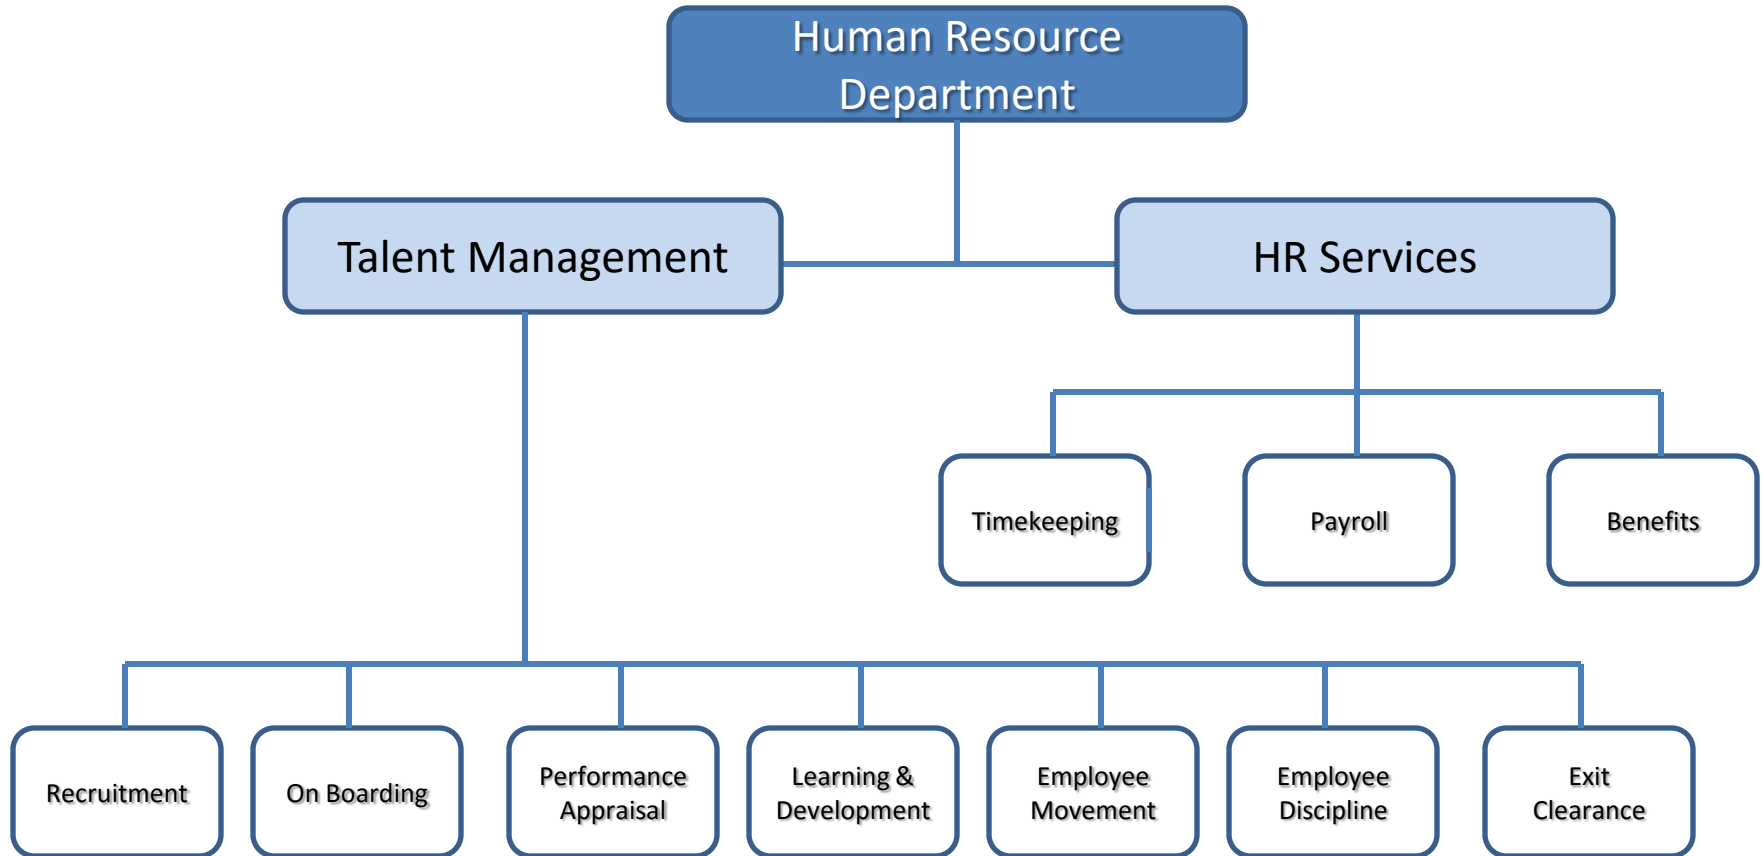 Human Resource
Department
Talent Management
HR Services
Timekeeping
Payroll
Benefits
Recruitment
On Boarding
Performance
Appraisal
Learning &
Development
Employee
Movement
Employee
Discipline
Exit
Clearance